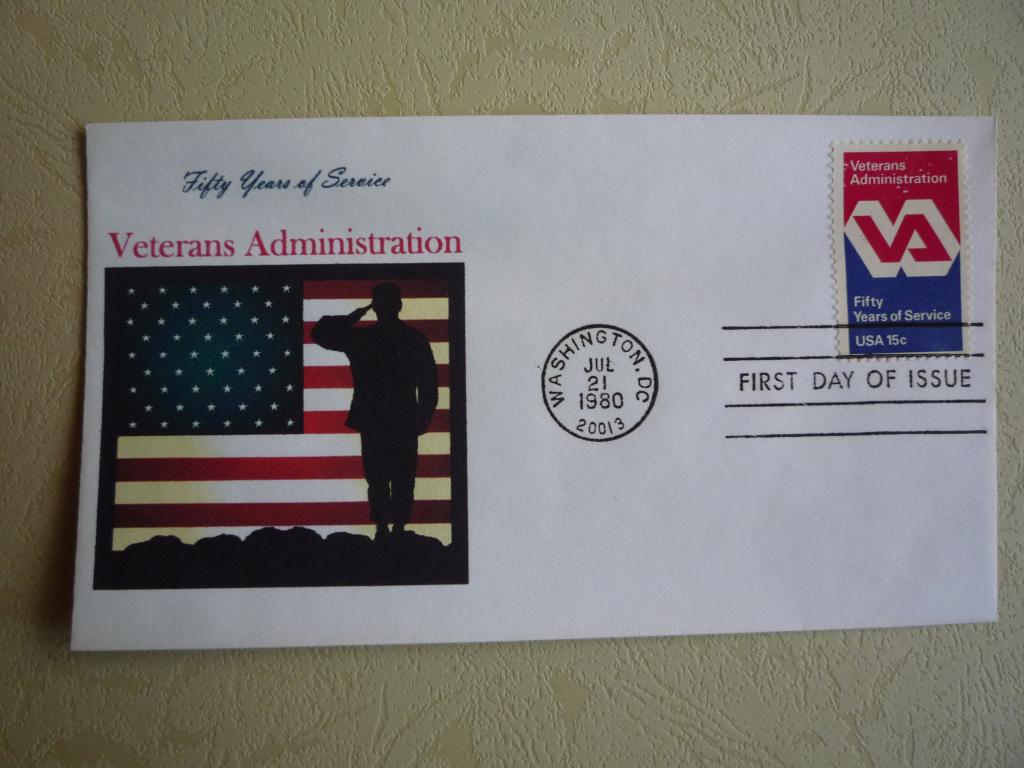 Fifty Years of Service
Veterans Administration
WASHINGTON, DC
JUL
21
1980
20013
Veterans
Administration
VA
Fifty
Years of Service
USA 15c
FIRST DAY OF ISSUE